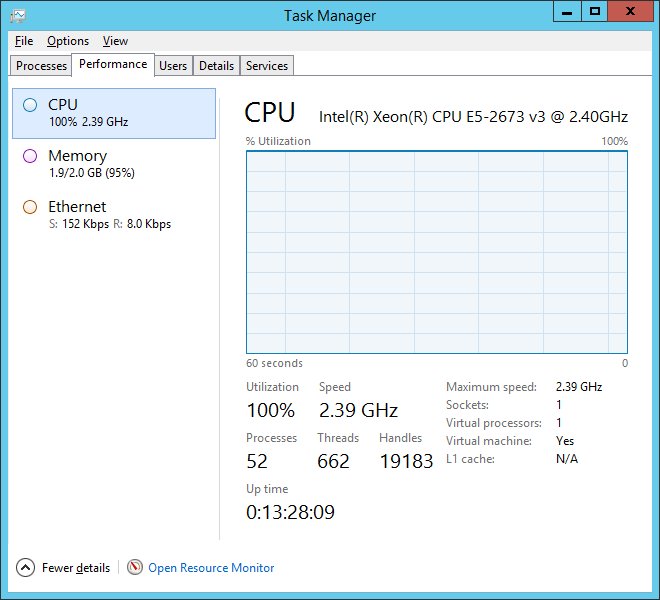 Task Manager
File Options View
Processes Performance Users Details Services
CPU
100% 2.39 GHz
Memory
1.9/2.0 GB (95%)
Ethernet
S: 152 Kbps R: 8.0 Kbps
CPU Intel(R) Xeon(R) CPU E5-2673 v3 @ 2.40GHz
% Utilization 100%
60 seconds 0
Utilization Speed
100% 2.39 GHz
Processes Threads Handles
52 662 19183
Up time
0:13:28:09
Maximum speed: 2.39 GHz
Sockets: 1
Virtual processors: 1
Virtual machine: Yes
L1 cache: N/A
Fewer details Open Resource Monitor